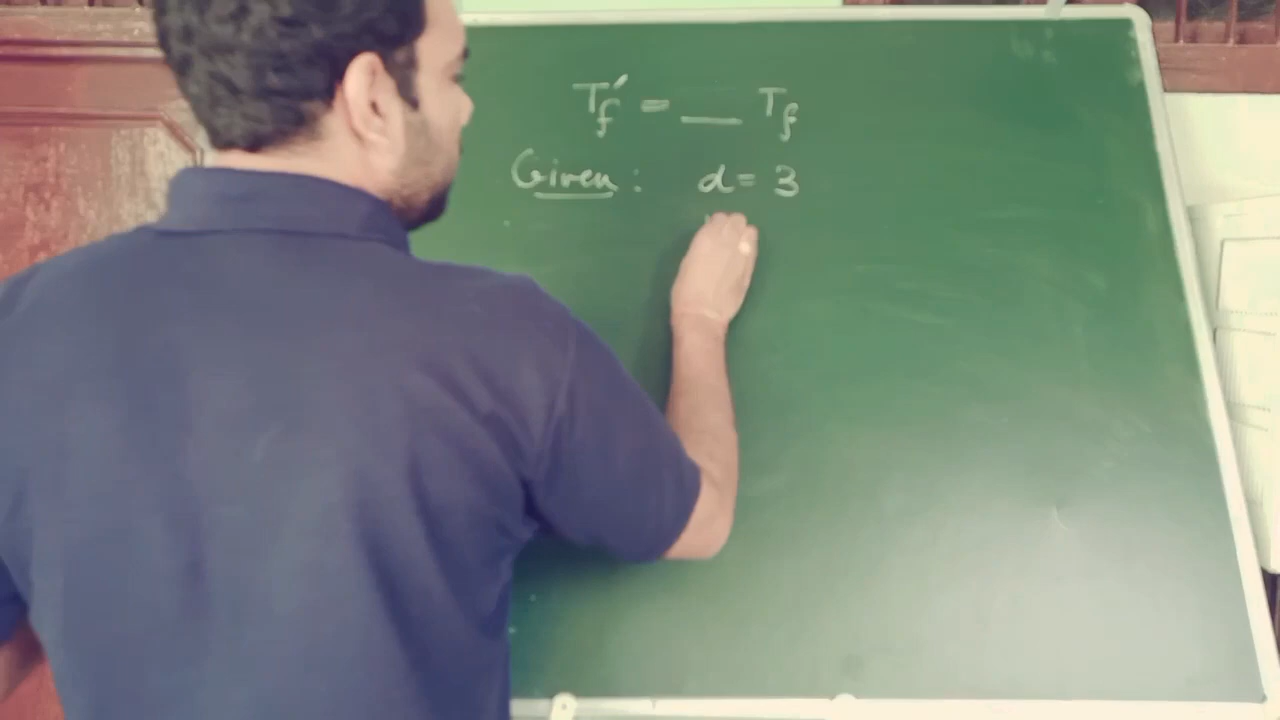 T'f = __ Tf
Given: d = 3